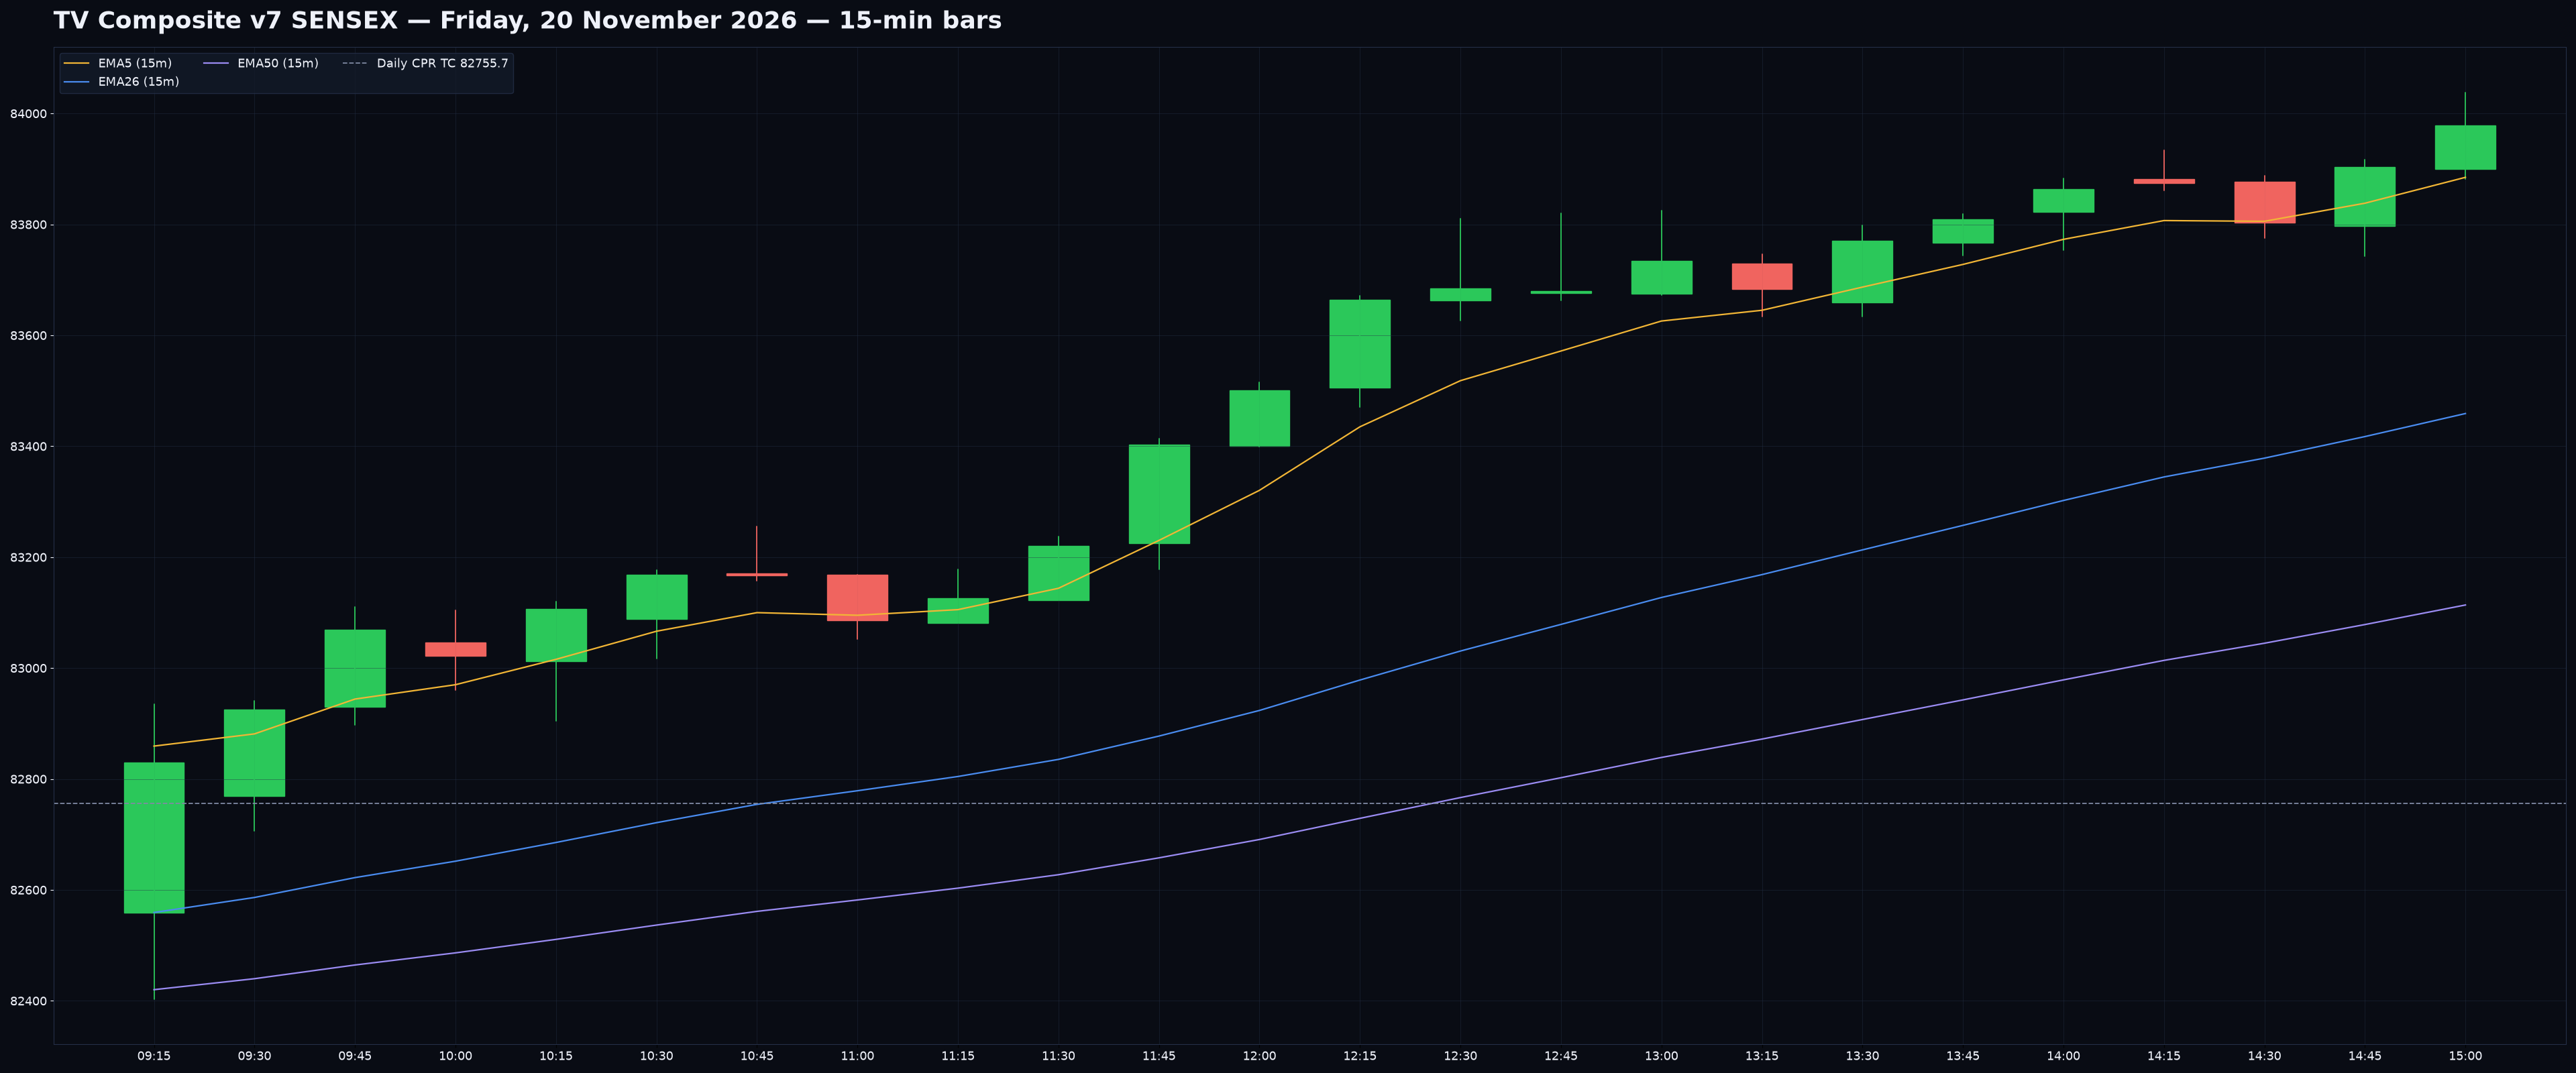 TV Composite v7 SENSEX — Friday, 20 November 2026 — 15-min bars
EMA5 (15m) EMA50 (15m) Daily CPR TC 82755.7
EMA26 (15m)
84000
83800
83600
83400
83200
83000
82800
82600
82400
09:15 09:30 09:45 10:00 10:15 10:30 10:45 11:00 11:15 11:30 11:45 12:00 12:15 12:30 12:45 13:00 13:15 13:30 13:45 14:00 14:15 14:30 14:45 15:00